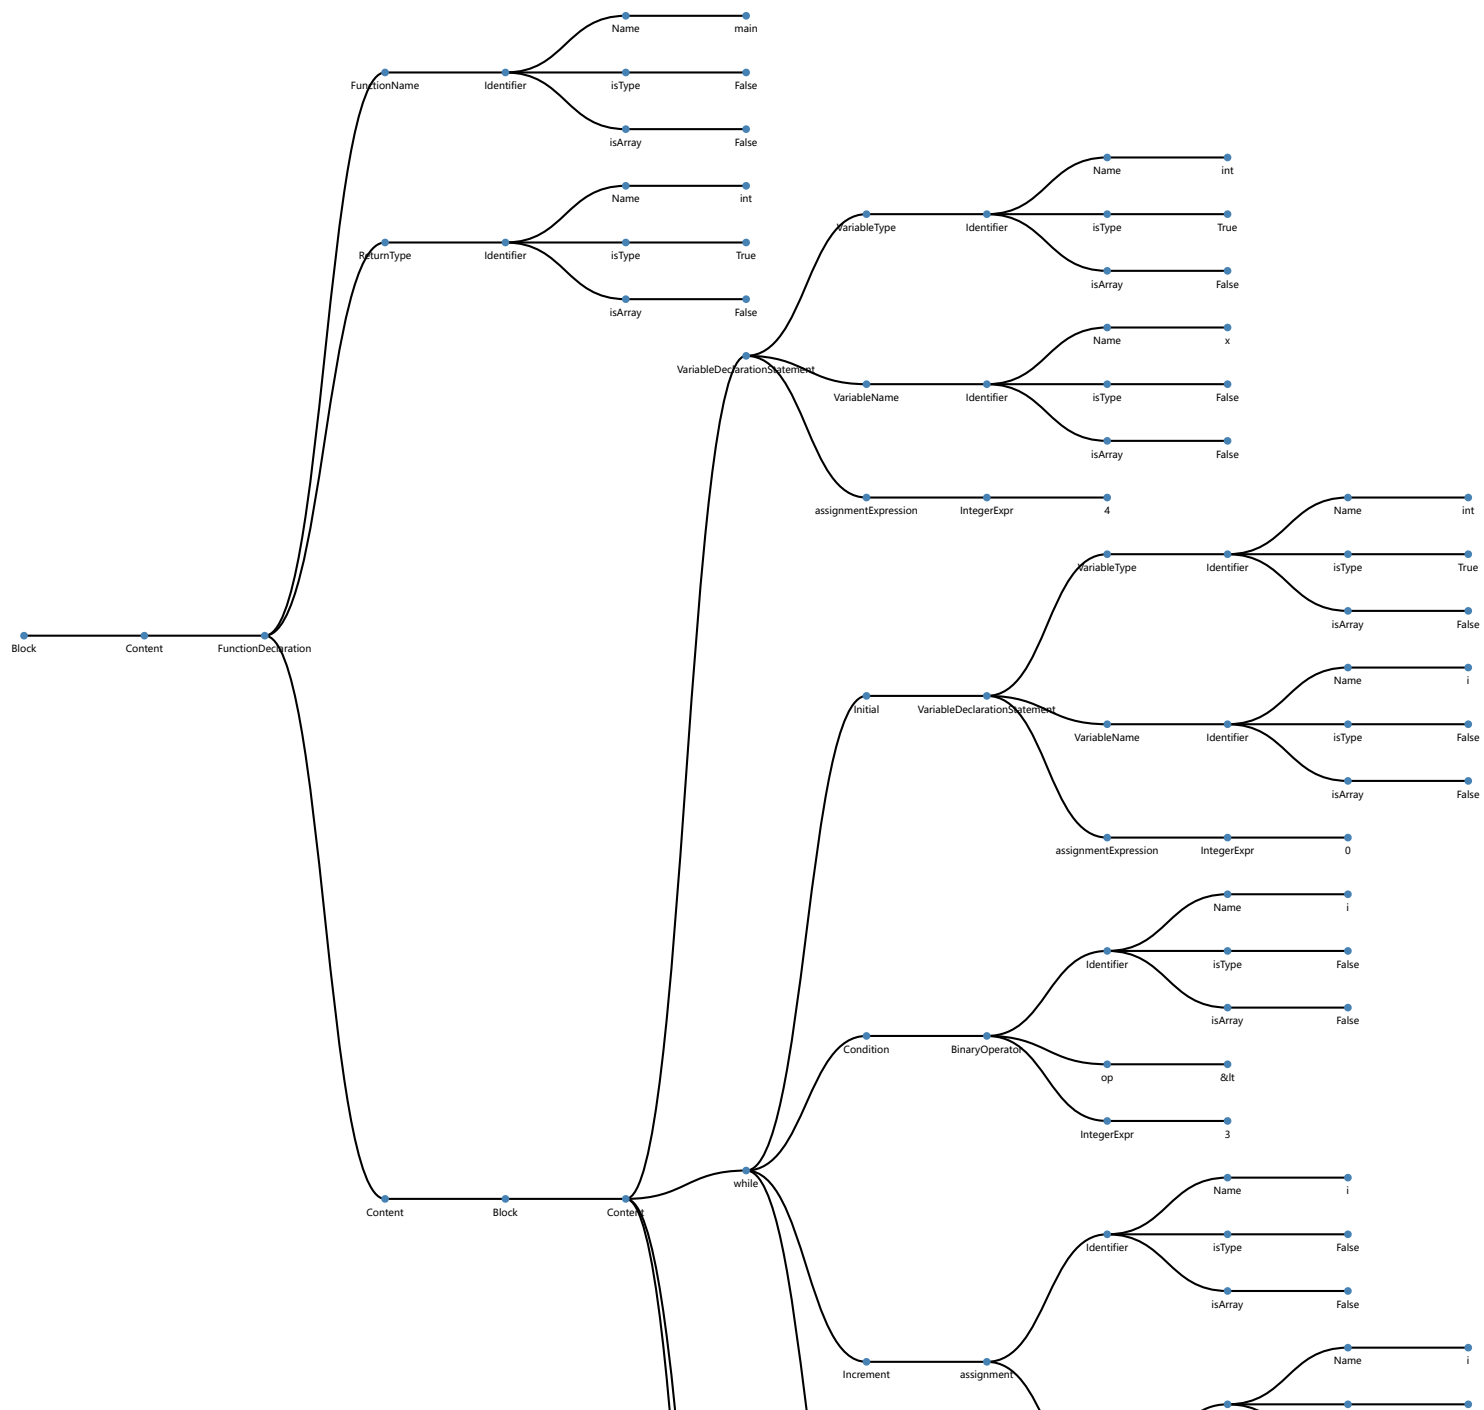 Name main
FunctionName Identifier isType False
isArray False
Name int
Name int
ReturnType Identifier isType True
VariableType Identifier isType True
isArray False
isArray False
Name x
VariableDeclarationStatement
VariableName Identifier isType False
isArray False
assignmentExpression IntegerExpr 4
Name int
VariableType Identifier isType True
isArray False
Block Content FunctionDeclaration
Name i
Initial VariableDeclarationStatement
VariableName Identifier isType False
isArray False
assignmentExpression IntegerExpr 0
Name i
Identifier isType False
isArray False
Condition BinaryOperator
op &lt
IntegerExpr 3
while
Name i
Content Block Content
Identifier isType False
isArray False
Name i
Increment assignment